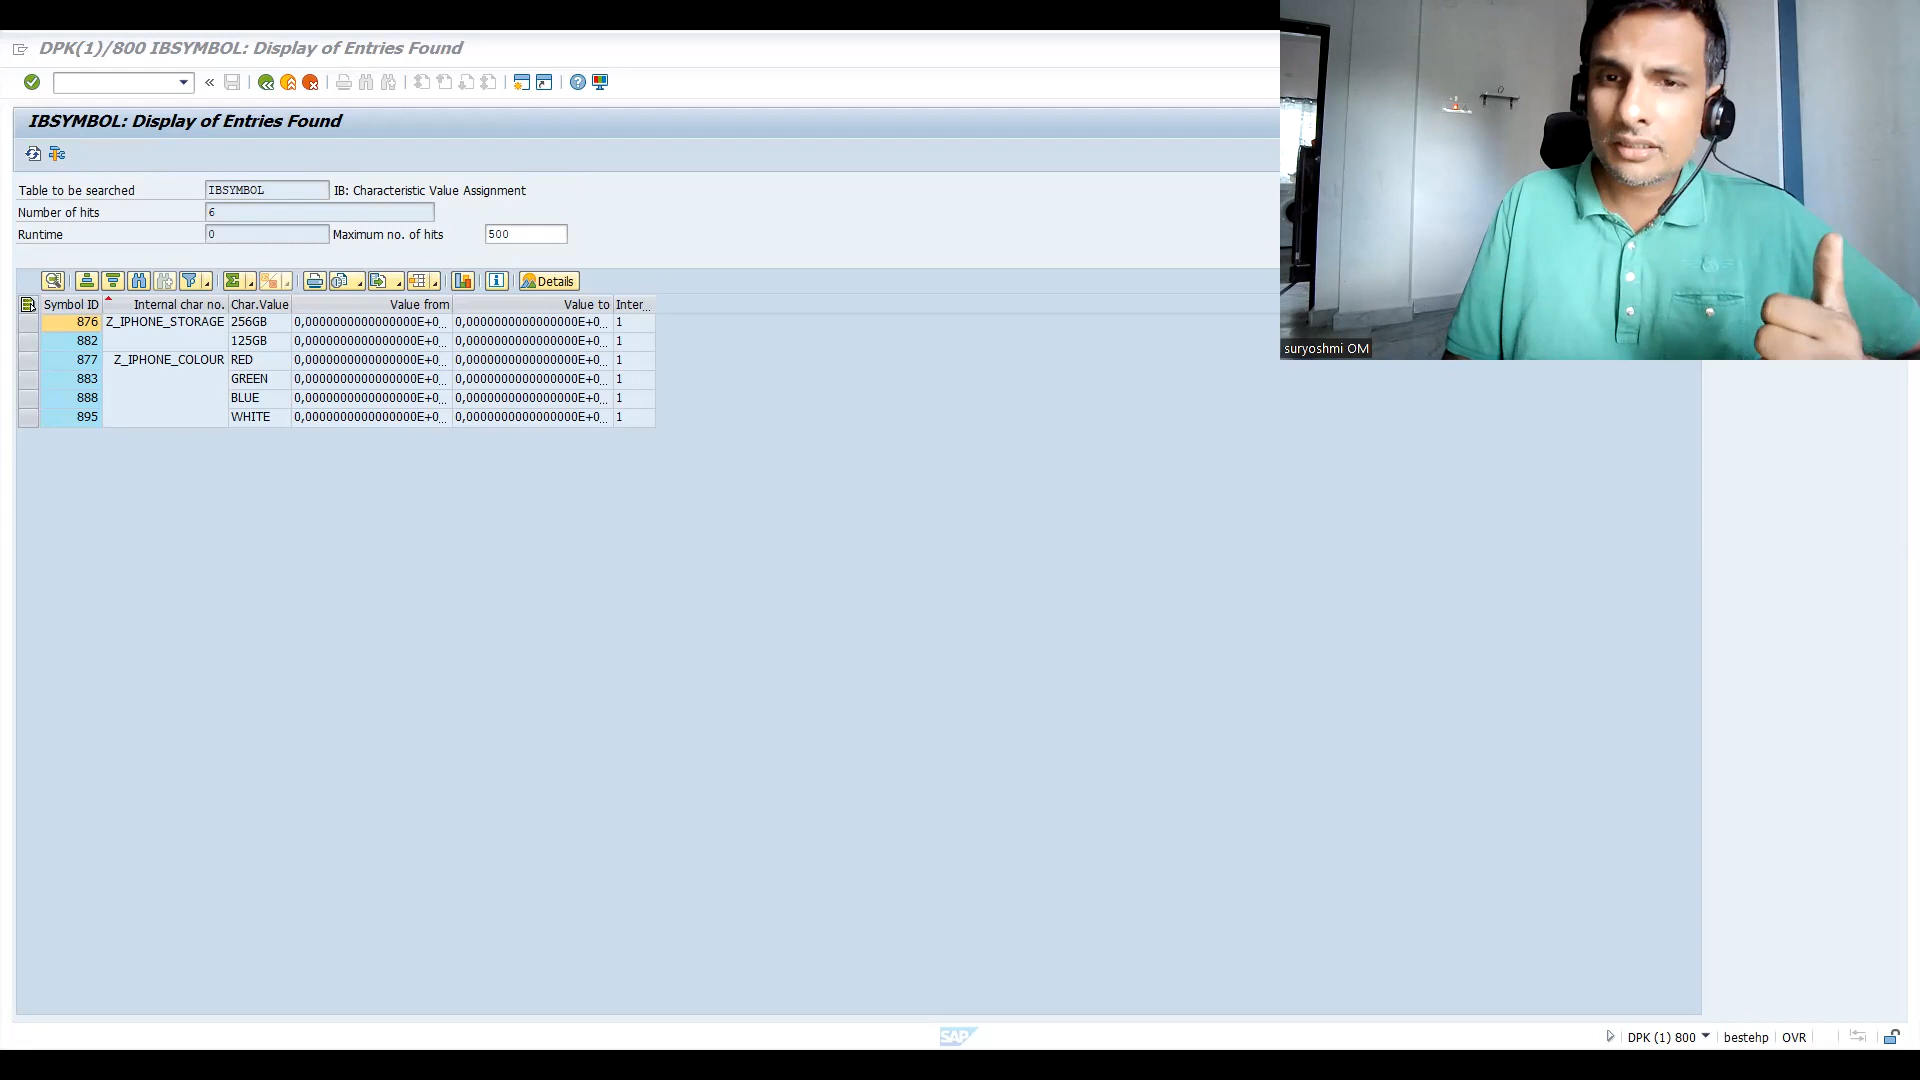 DPK(1)/800 IBSYMBOL: Display of Entries Found
IBSYMBOL: Display of Entries Found
Table to be searched IBSYMBOL IB: Characteristic Value Assignment
Number of hits 6
Runtime 0 Maximum no. of hits 500
Details
Symbol ID Internal char no. Char.Value Value from Value to Inter...
876 Z_IPHONE_STORAGE 256GB 0,0000000000000000E+0... 0,0000000000000000E+0... 1
882 125GB 0,0000000000000000E+0... 0,0000000000000000E+0... 1
877 Z_IPHONE_COLOUR RED 0,0000000000000000E+0... 0,0000000000000000E+0... 1
883 GREEN 0,0000000000000000E+0... 0,0000000000000000E+0... 1
888 BLUE 0,0000000000000000E+0... 0,0000000000000000E+0... 1
895 WHITE 0,0000000000000000E+0... 0,0000000000000000E+0... 1
suryoshmi OM
SAP
DPK (1) 800 bestehp OVR